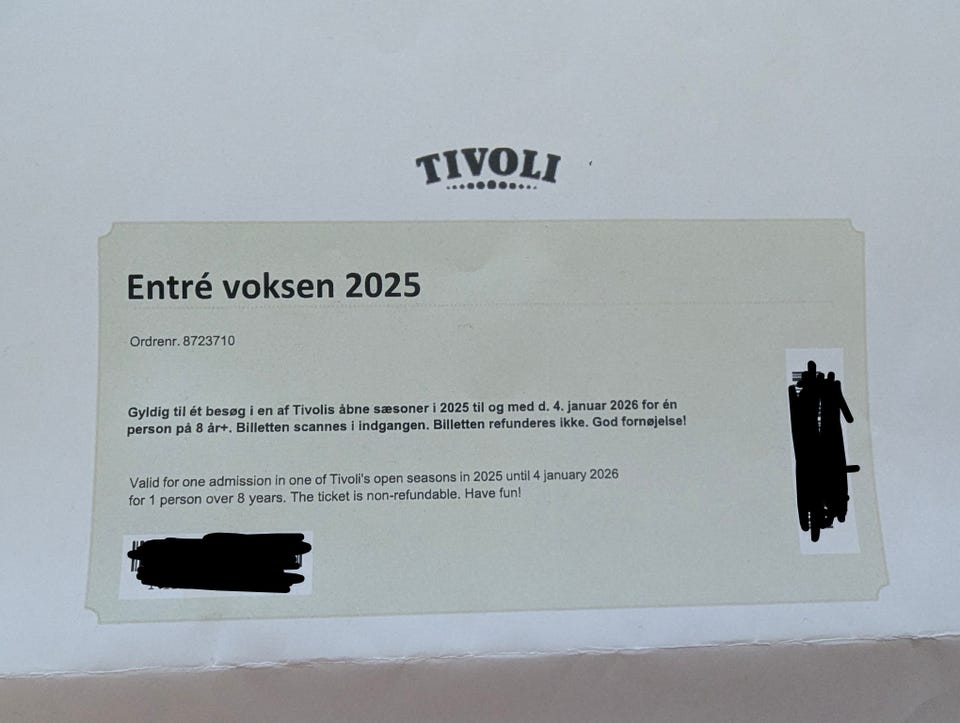 TIVOLI
Entré voksen 2025
Ordrenr. 8723710
Gyldig til ét besøg i en af Tivolis åbne sæsoner i 2025 til og med d. 4. januar 2026 for én
person på 8 år+. Billetten scannes i indgangen. Billetten refunderes ikke. God fornøjelse!
Valid for one admission in one of Tivoli's open seasons in 2025 until 4 january 2026
for 1 person over 8 years. The ticket is non-refundable. Have fun!